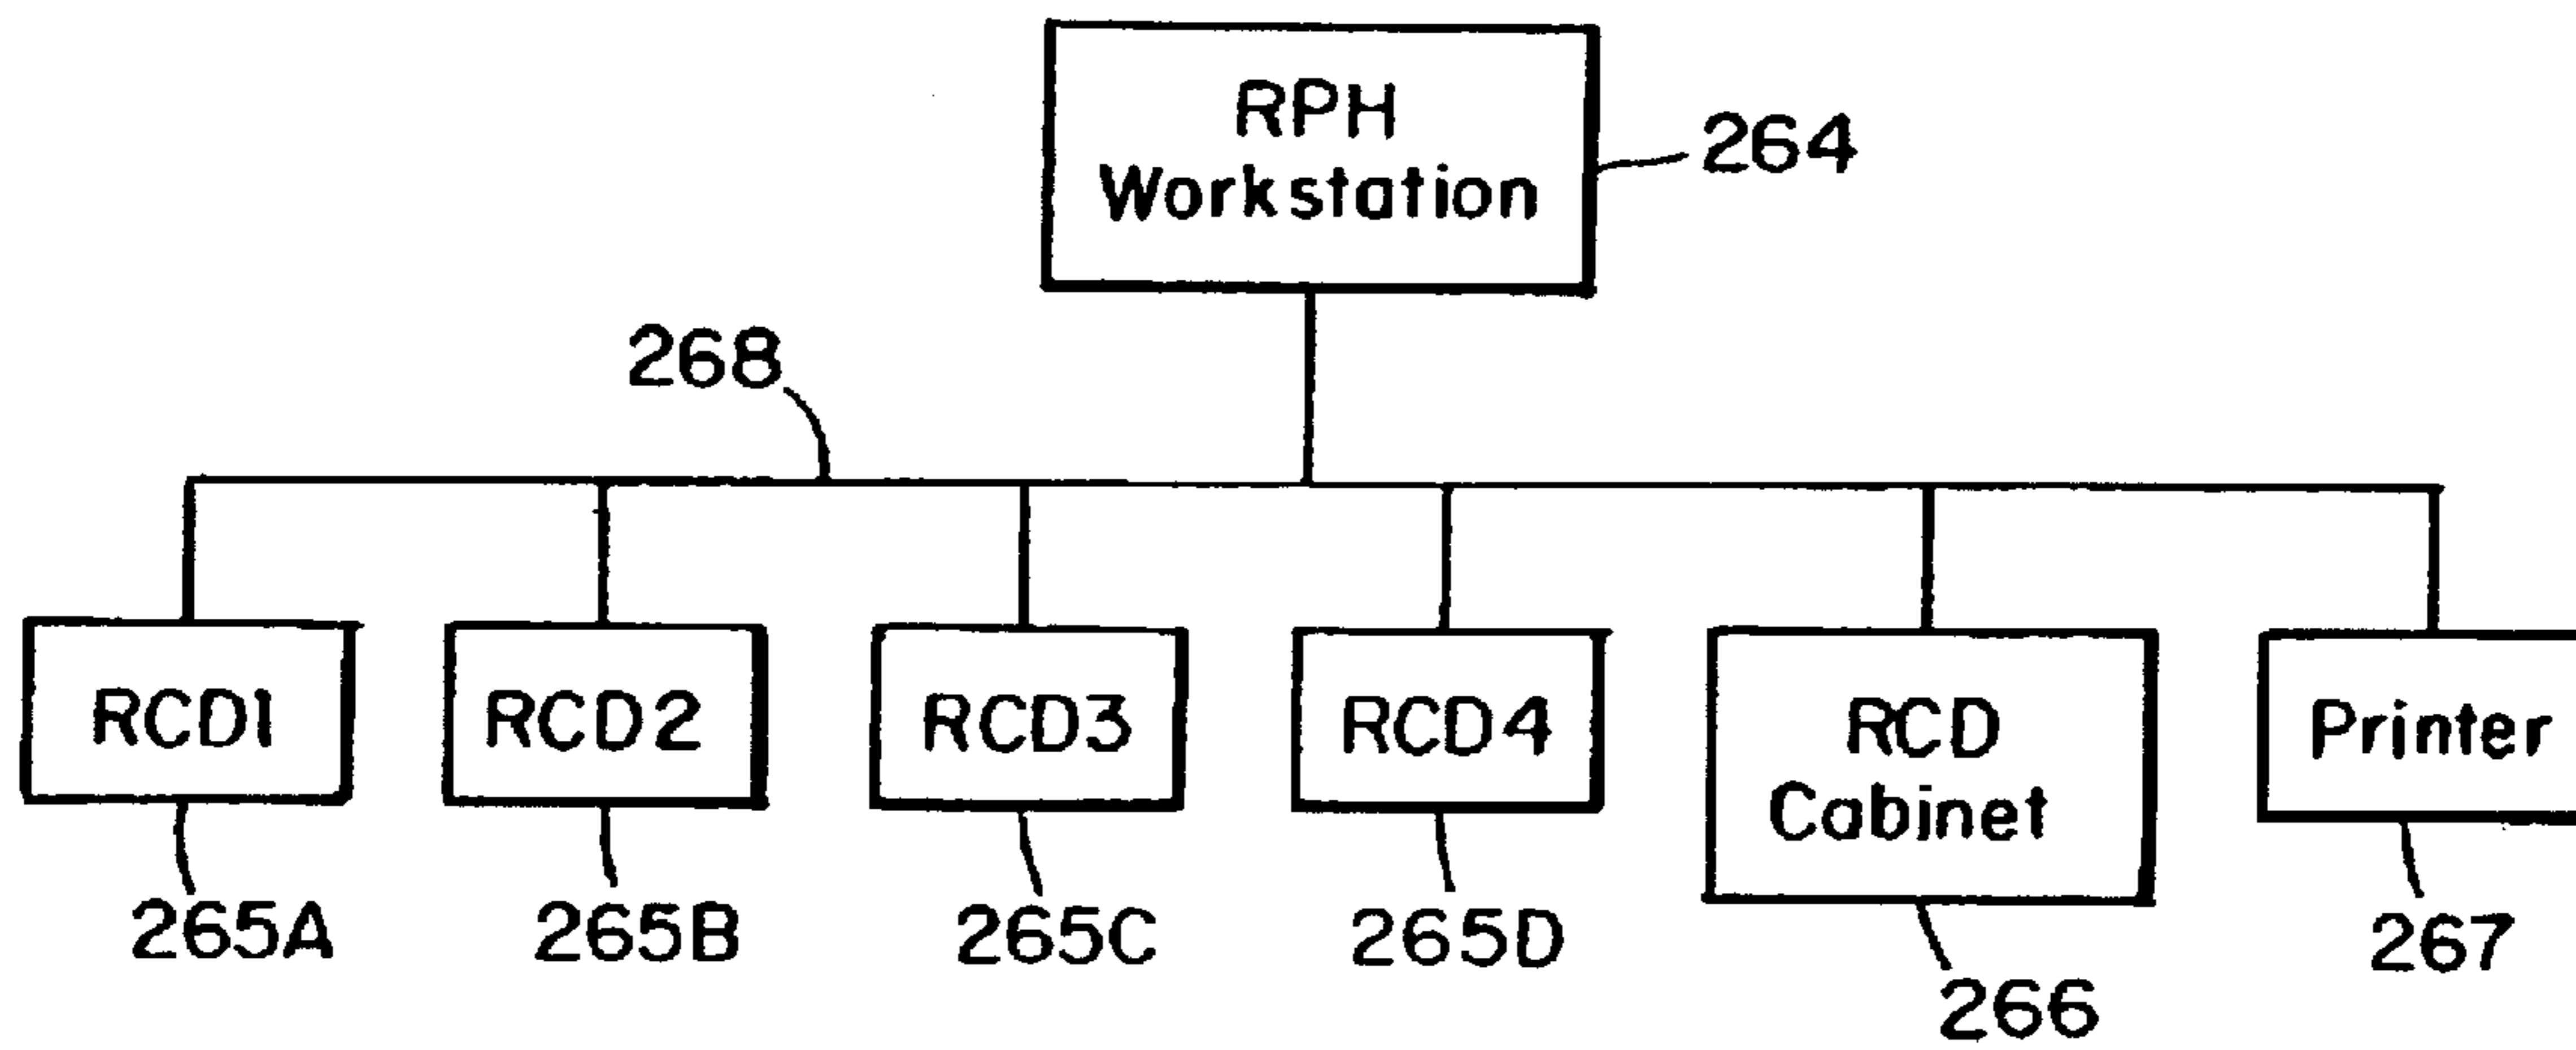 RPH
Workstation
264
268
RCD1
RCD2
RCD3
RCD4
RCD
Cabinet
Printer
265A
265B
265C
265D
266
267